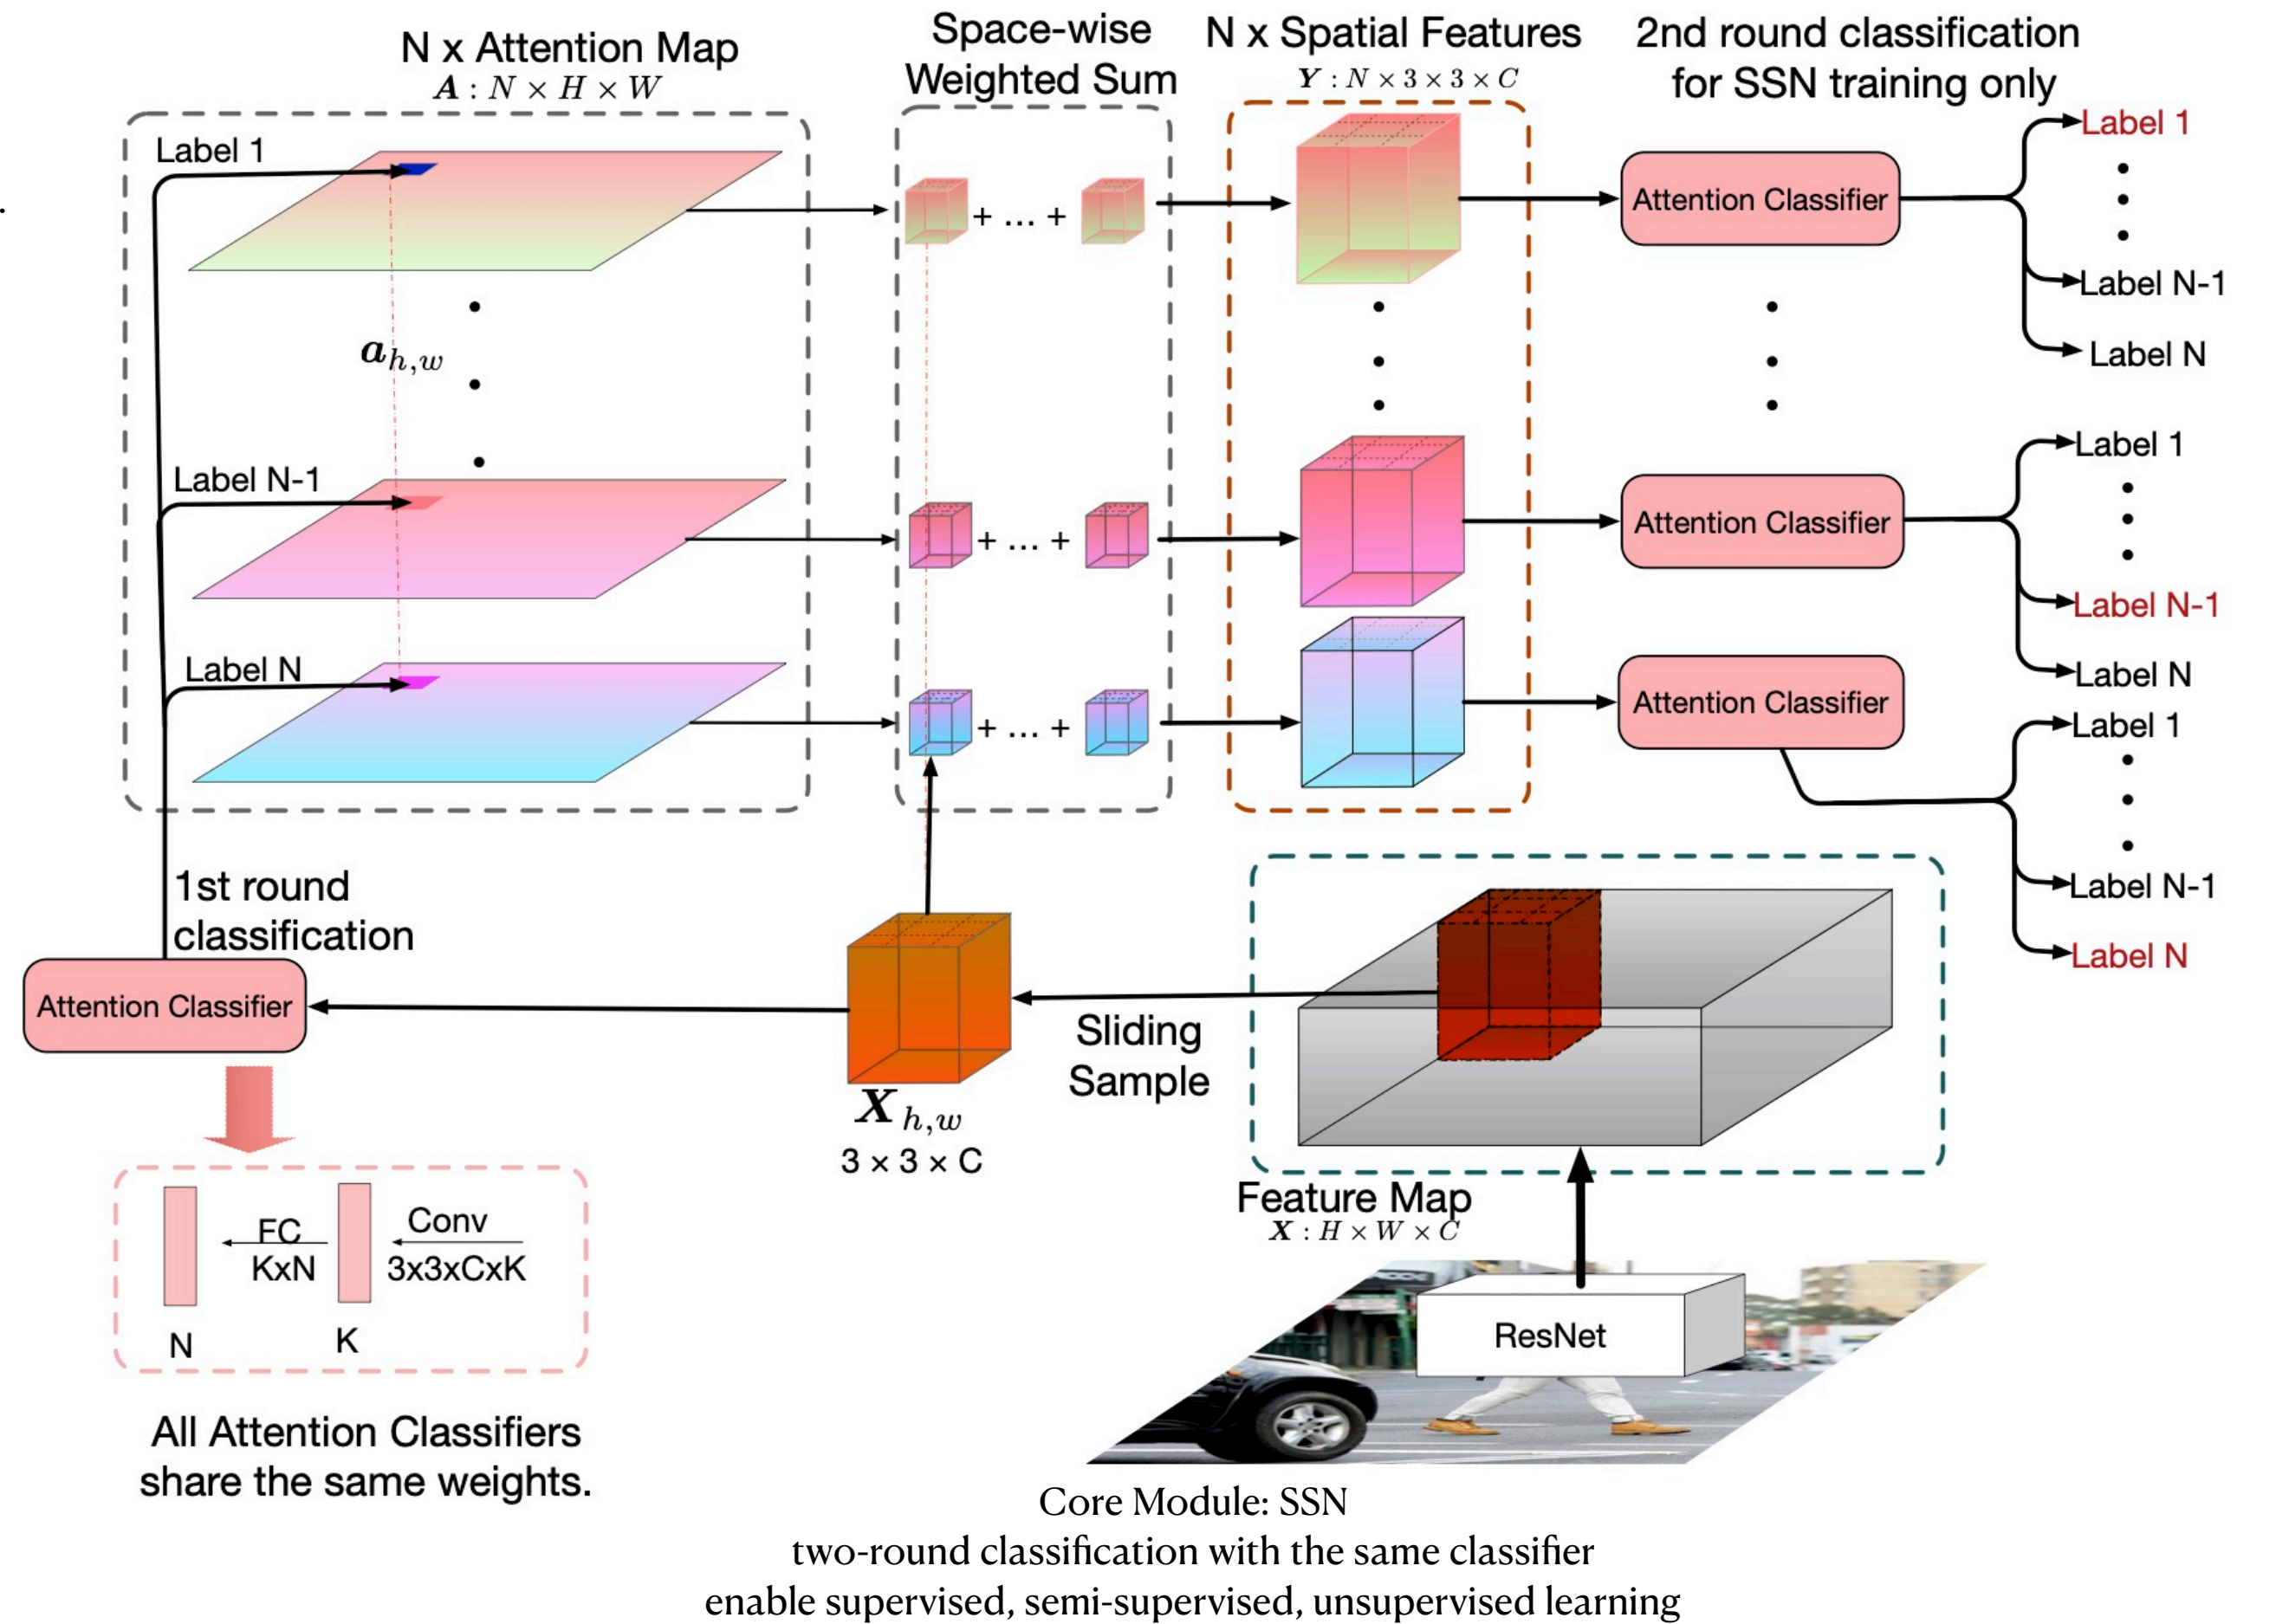 N x Attention Map
A : N × H × W
Space-wise
Weighted Sum
N x Spatial Features
Y : N × 3 × 3 × C
2nd round classification
for SSN training only
Label 1
a h,w
Label N-1
Label N
+ ... +
+ ... +
+ ... +
Attention Classifier
Label 1
Label N-1
Label N
Attention Classifier
Label 1
Label N-1
Label N
Attention Classifier
Label 1
Label N-1
Label N
1st round
classification
Attention Classifier
X h,w
3 × 3 × C
Sliding
Sample
Feature Map
X : H × W × C
ResNet
FC
KxN
Conv
3x3xCxK
N
K
All Attention Classifiers
share the same weights.
Core Module: SSN
two-round classification with the same classifier
enable supervised, semi-supervised, unsupervised learning